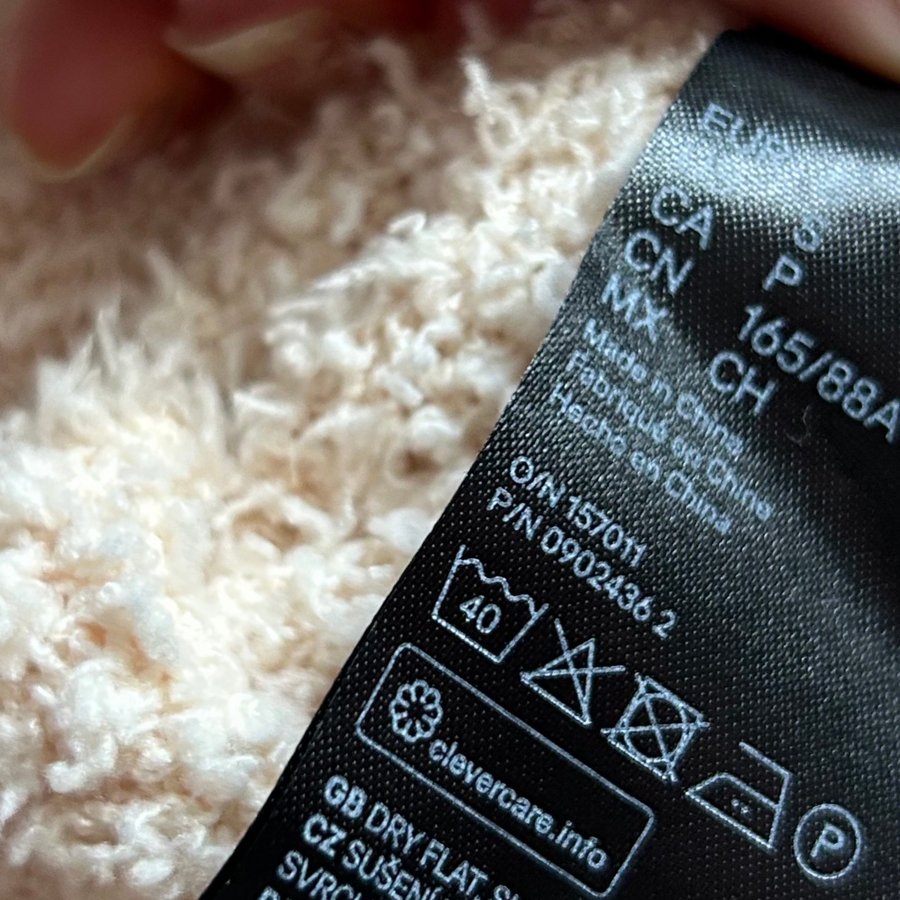 EUR S
CA P
CN 165/88A
MX CH
Made in China
Fabriqué en Chine
Hecho en China
O/N 157011
P/N 0902436 2
40
P
clevercare.info
GB DRY FLAT
CZ SUŠENÍ